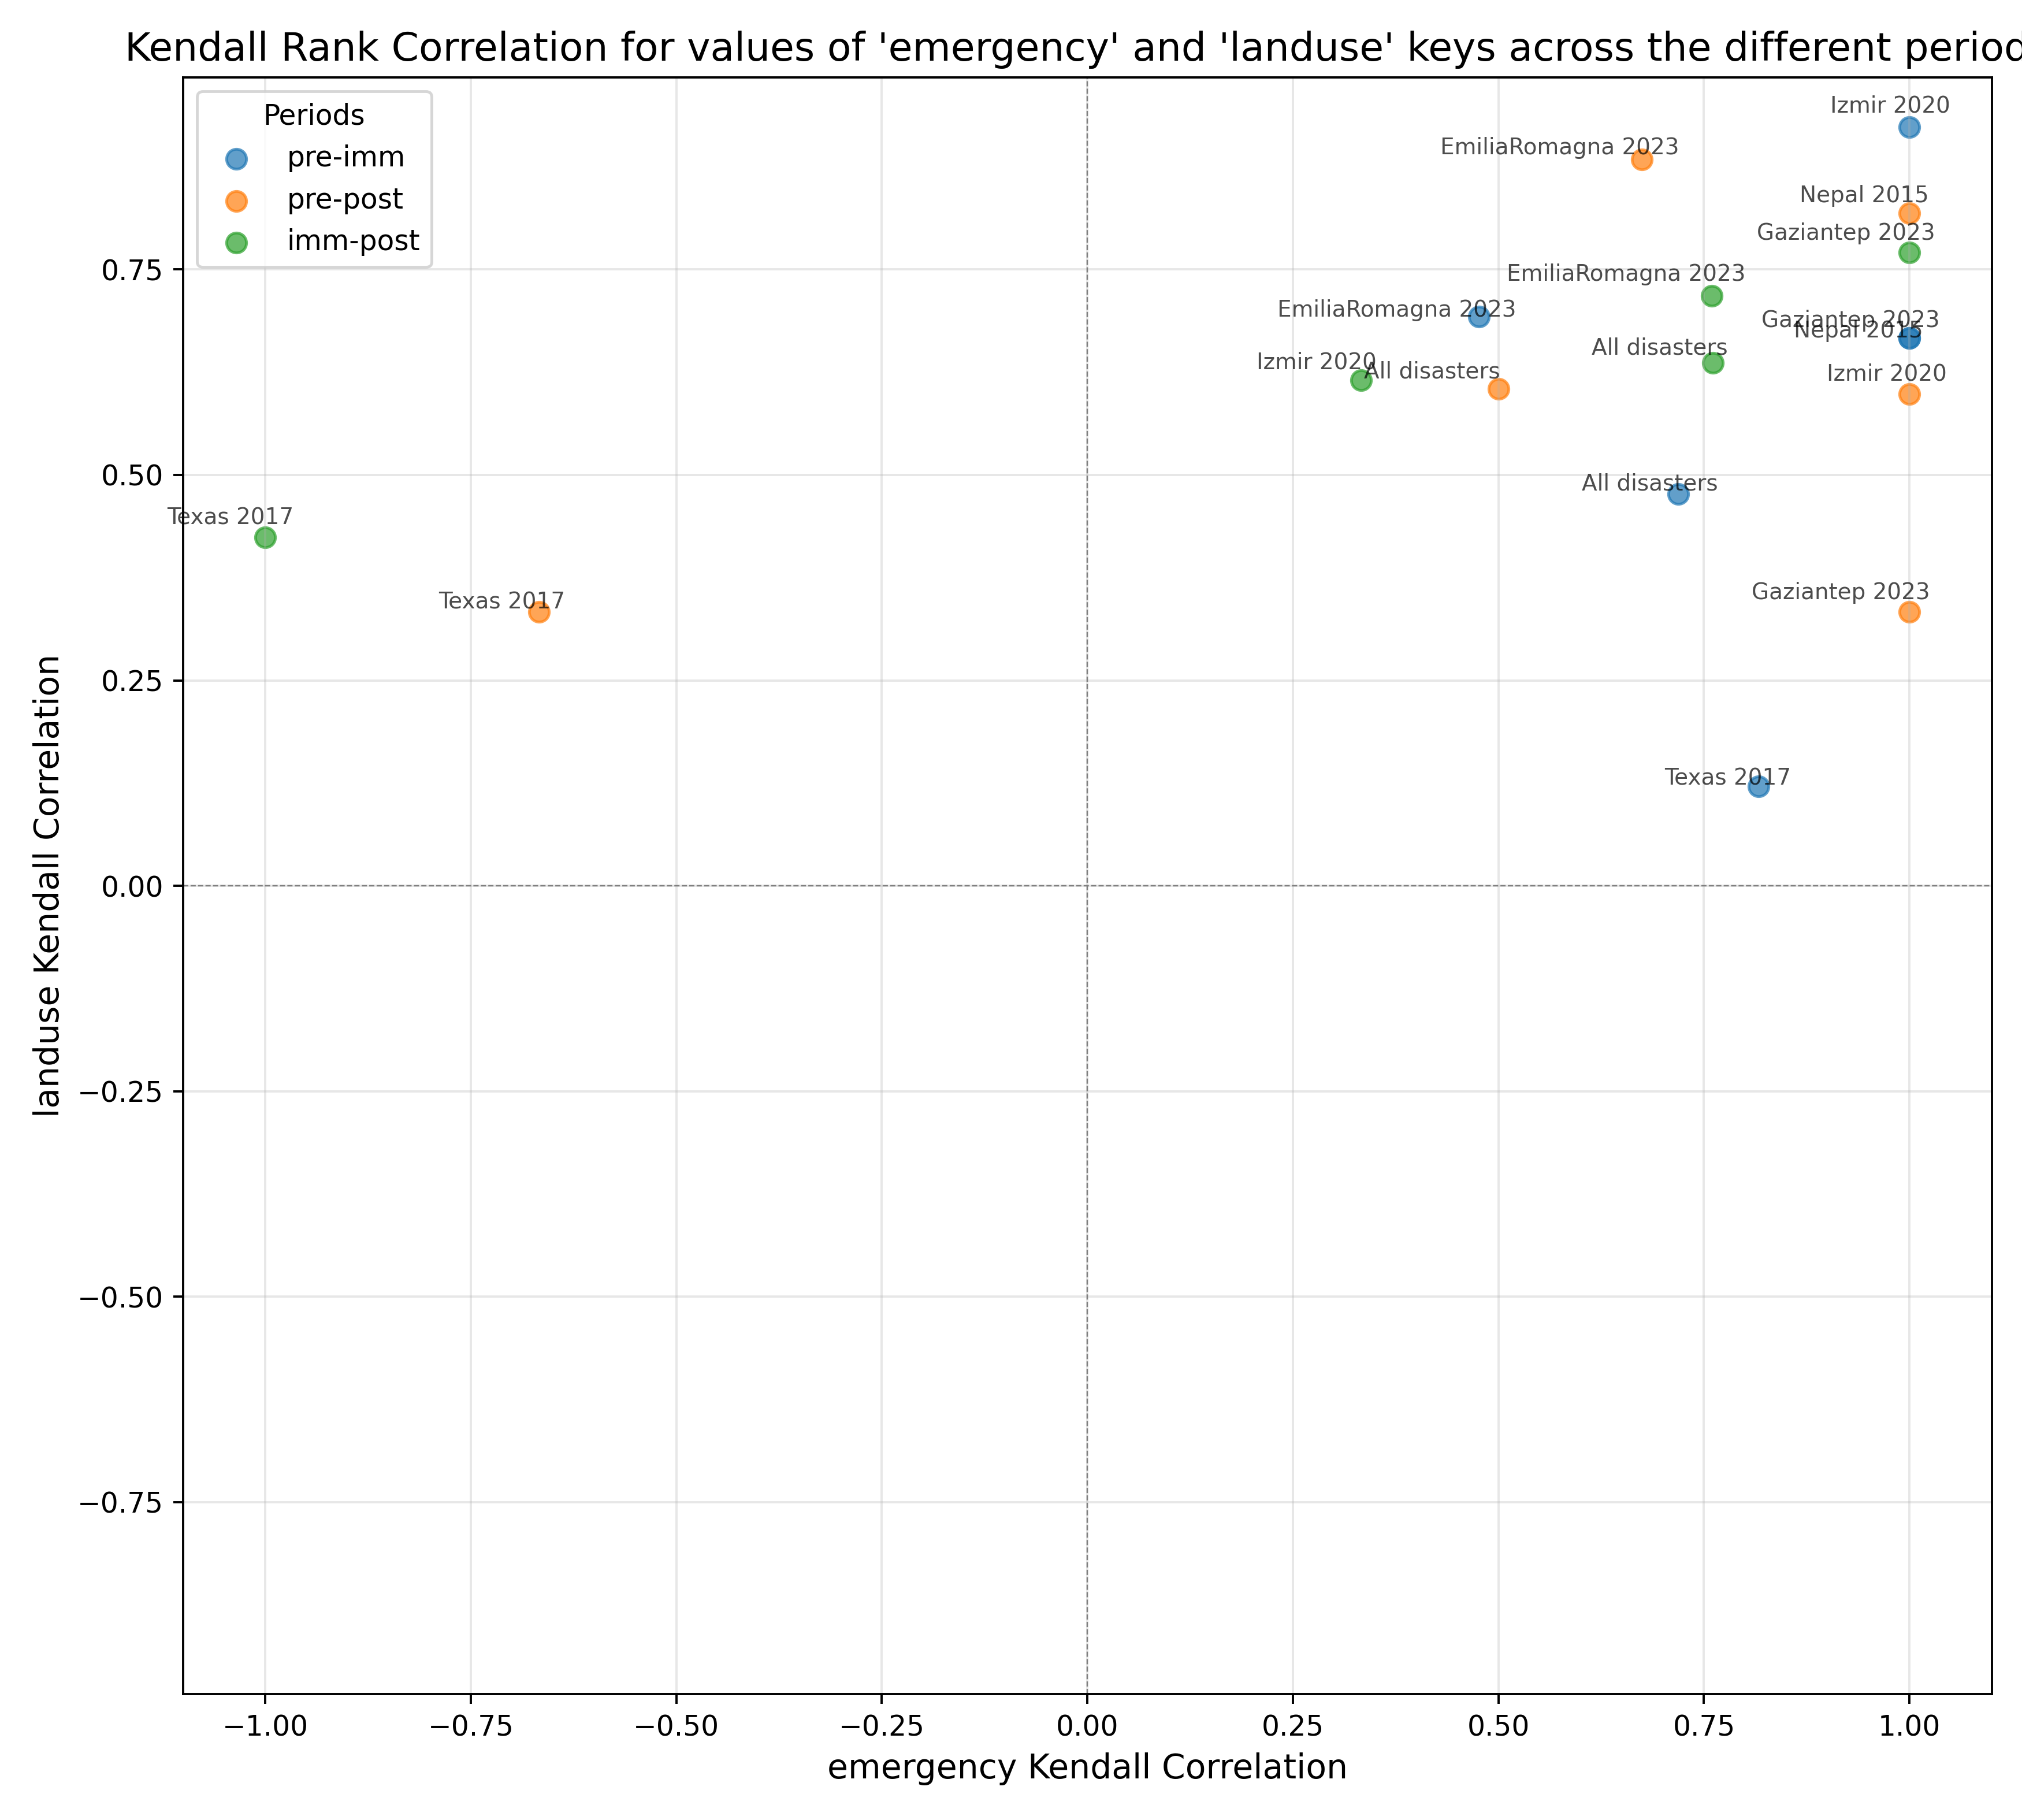 Kendall Rank Correlation for values of 'emergency' and 'landuse' keys across the different period
Periods
pre-imm
pre-post
imm-post
Izmir 2020
EmiliaRomagna 2023
Nepal 2015
Gaziantep 2023
EmiliaRomagna 2023
EmiliaRomagna 2023
Gaziantep 2023
Nepal 2015
All disasters
Izmir 2020
All disasters
Izmir 2020
All disasters
Texas 2017
Texas 2017
Gaziantep 2023
Texas 2017
0.75
0.50
0.25
0.00
−0.25
−0.50
−0.75
landuse Kendall Correlation
−1.00
−0.75
−0.50
−0.25
0.00
0.25
0.50
0.75
1.00
emergency Kendall Correlation